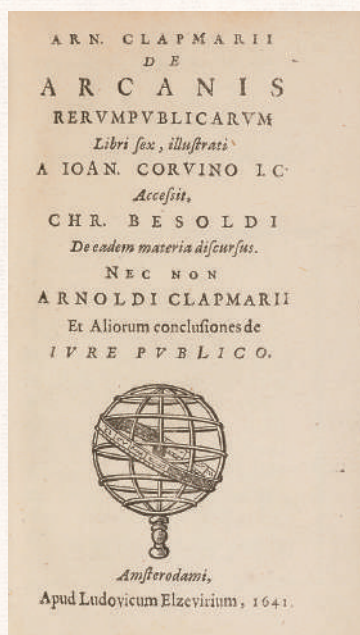 ARN. CLAPMARII
DE
ARCANIS
RERVMPVBLICARVM
Libri sex, illustrati
A IOAN. CORVINO I.C.
Accessit,
CHR. BESOLDI
De eadem materia discursus.
NEC NON
ARNOLDI CLAPMARII
Et Aliorum conclusiones de
IVRE PVBLICO.
Amsterodami,
Apud Ludovicum Elzevirium, 1641.